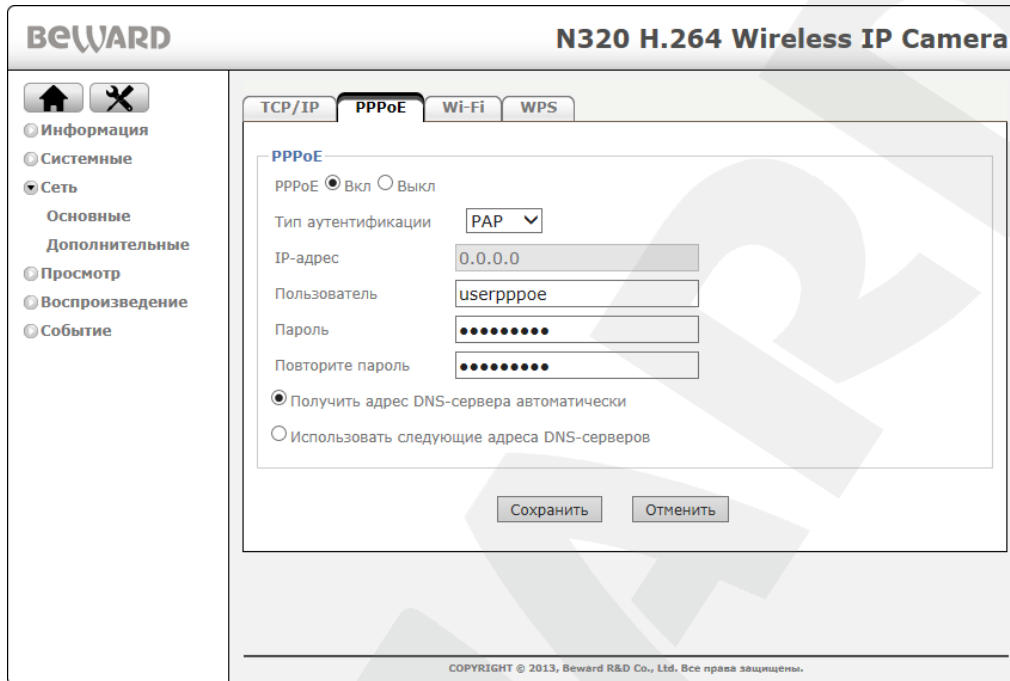 BEWARD
N320 H.264 Wireless IP Camera
Информация
Системные
Сеть
Основные
Дополнительные
Просмотр
Воспроизведение
Событие
TCP/IP PPPoE Wi-Fi WPS
PPPoE
PPPoE Вкл Выкл
Тип аутентификации PAP
IP-адрес 0.0.0.0
Пользователь userpppoe
Пароль •••••••••
Повторите пароль •••••••••
Получить адрес DNS-сервера автоматически
Использовать следующие адреса DNS-серверов
Сохранить Отменить
COPYRIGHT © 2013, Beward R&D Co., Ltd. Все права защищены.